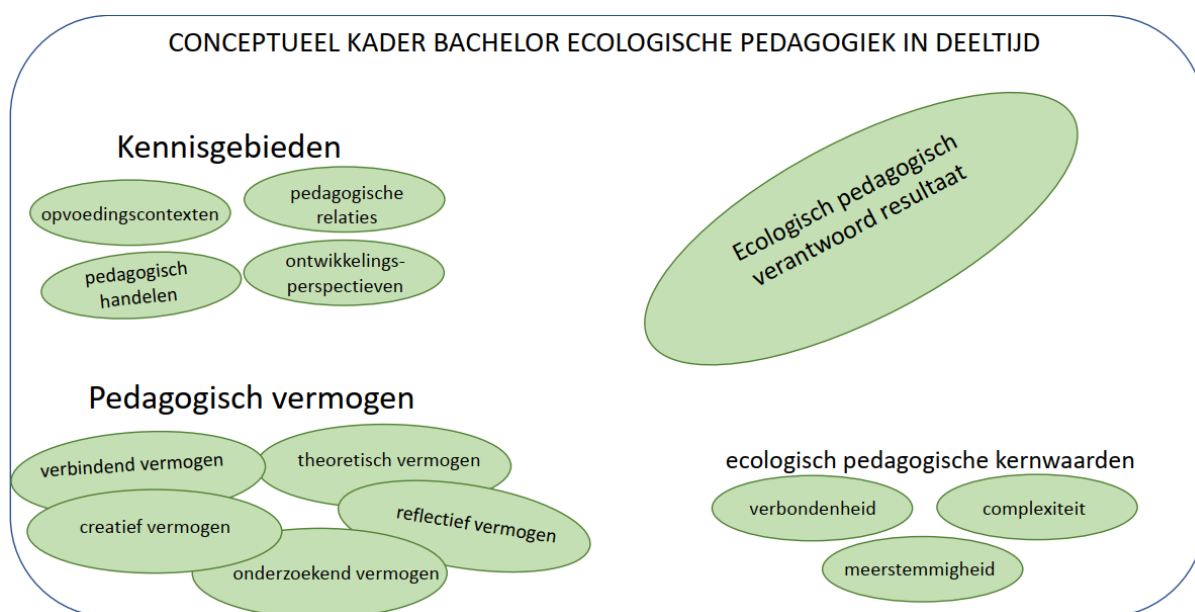 CONCEPTUEEL KADER BACHELOR ECOLOGISCHE PEDAGOGIEK IN DEELTIJD
Kennisgebieden
opvoedingscontexten
pedagogische
relaties
pedagogisch
handelen
ontwikkelings-
perspectieven
Ecologisch pedagogisch
verantwoord resultaat
Pedagogisch vermogen
verbindend vermogen
theoretisch vermogen
creatief vermogen
reflectief vermogen
onderzoekend vermogen
ecologisch pedagogische kernwaarden
verbondenheid
complexiteit
meerstemmigheid